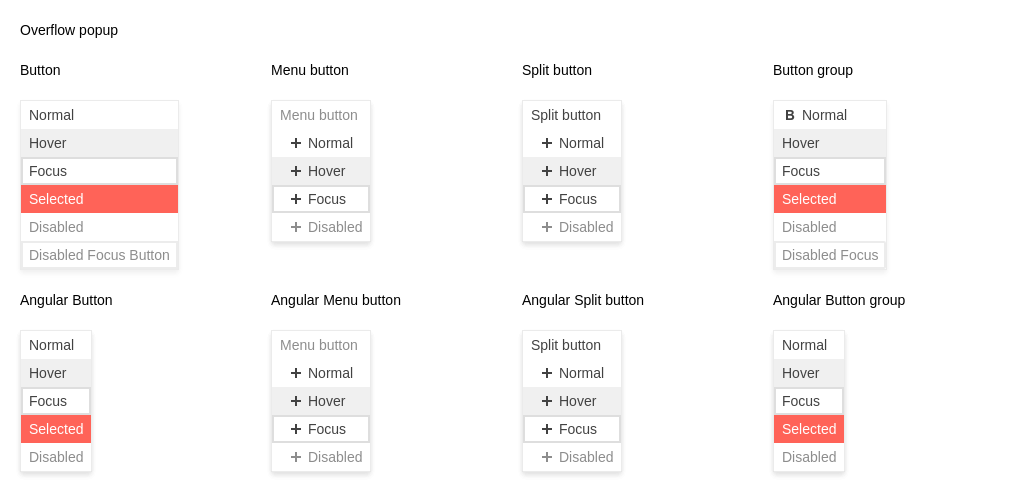 Overflow popup
Button
Normal
Hover
Focus
Selected
Disabled
Disabled Focus Button
Menu button
Menu button
Normal
Hover
Focus
Disabled
Split button
Split button
Normal
Hover
Focus
Disabled
Button group
B Normal
Hover
Focus
Selected
Disabled
Disabled Focus
Angular Button
Normal
Hover
Focus
Selected
Disabled
Angular Menu button
Menu button
Normal
Hover
Focus
Disabled
Angular Split button
Split button
Normal
Hover
Focus
Disabled
Angular Button group
Normal
Hover
Focus
Selected
Disabled